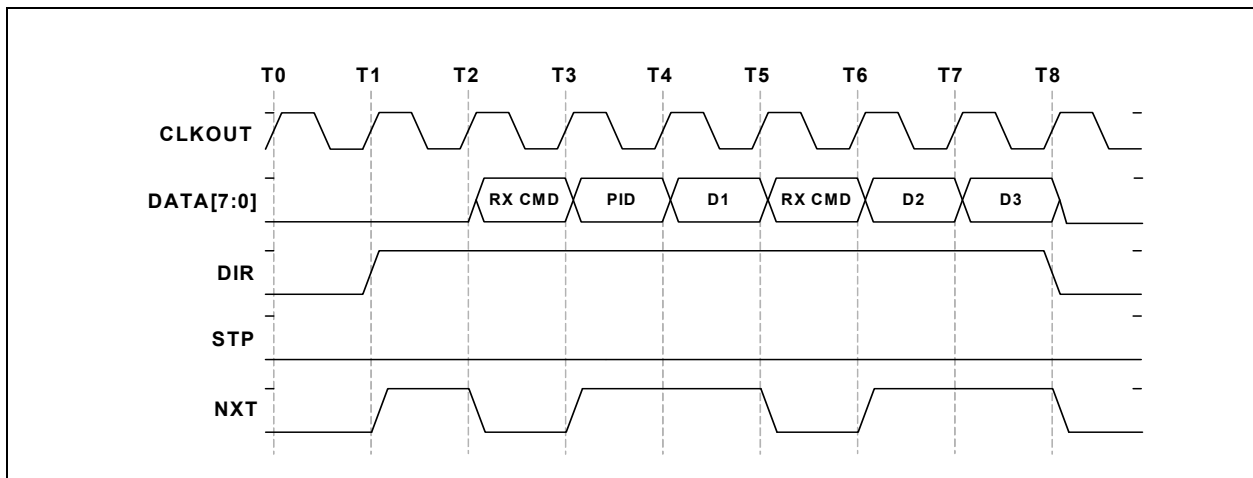 T0 T1 T2 T3 T4 T5 T6 T7 T8
CLKOUT
DATA[7:0] RX CMD PID D1 RX CMD D2 D3
DIR
STP
NXT